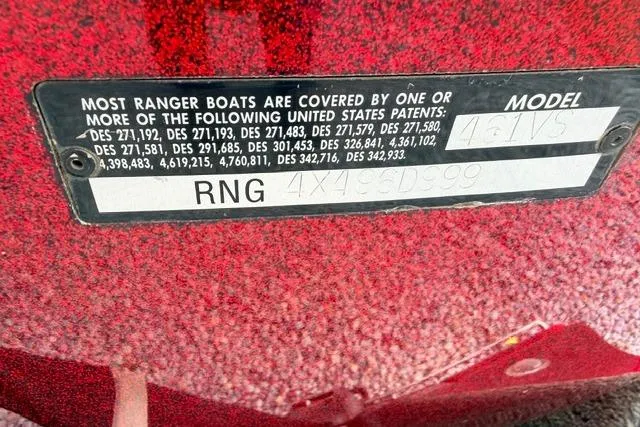 MOST RANGER BOATS ARE COVERED BY ONE OR
MORE OF THE FOLLOWING UNITED STATES PATENTS:
DES 271,192, DES 271,193, DES 271,483, DES 271,579, DES 271,580,
DES 271,581, DES 291,685, DES 301,453, DES 326,841, 4,361,102,
4,398,483, 4,619,215, 4,760,811, DES 342,716, DES 342,933.
MODEL
461VS
RNG 4X496D999